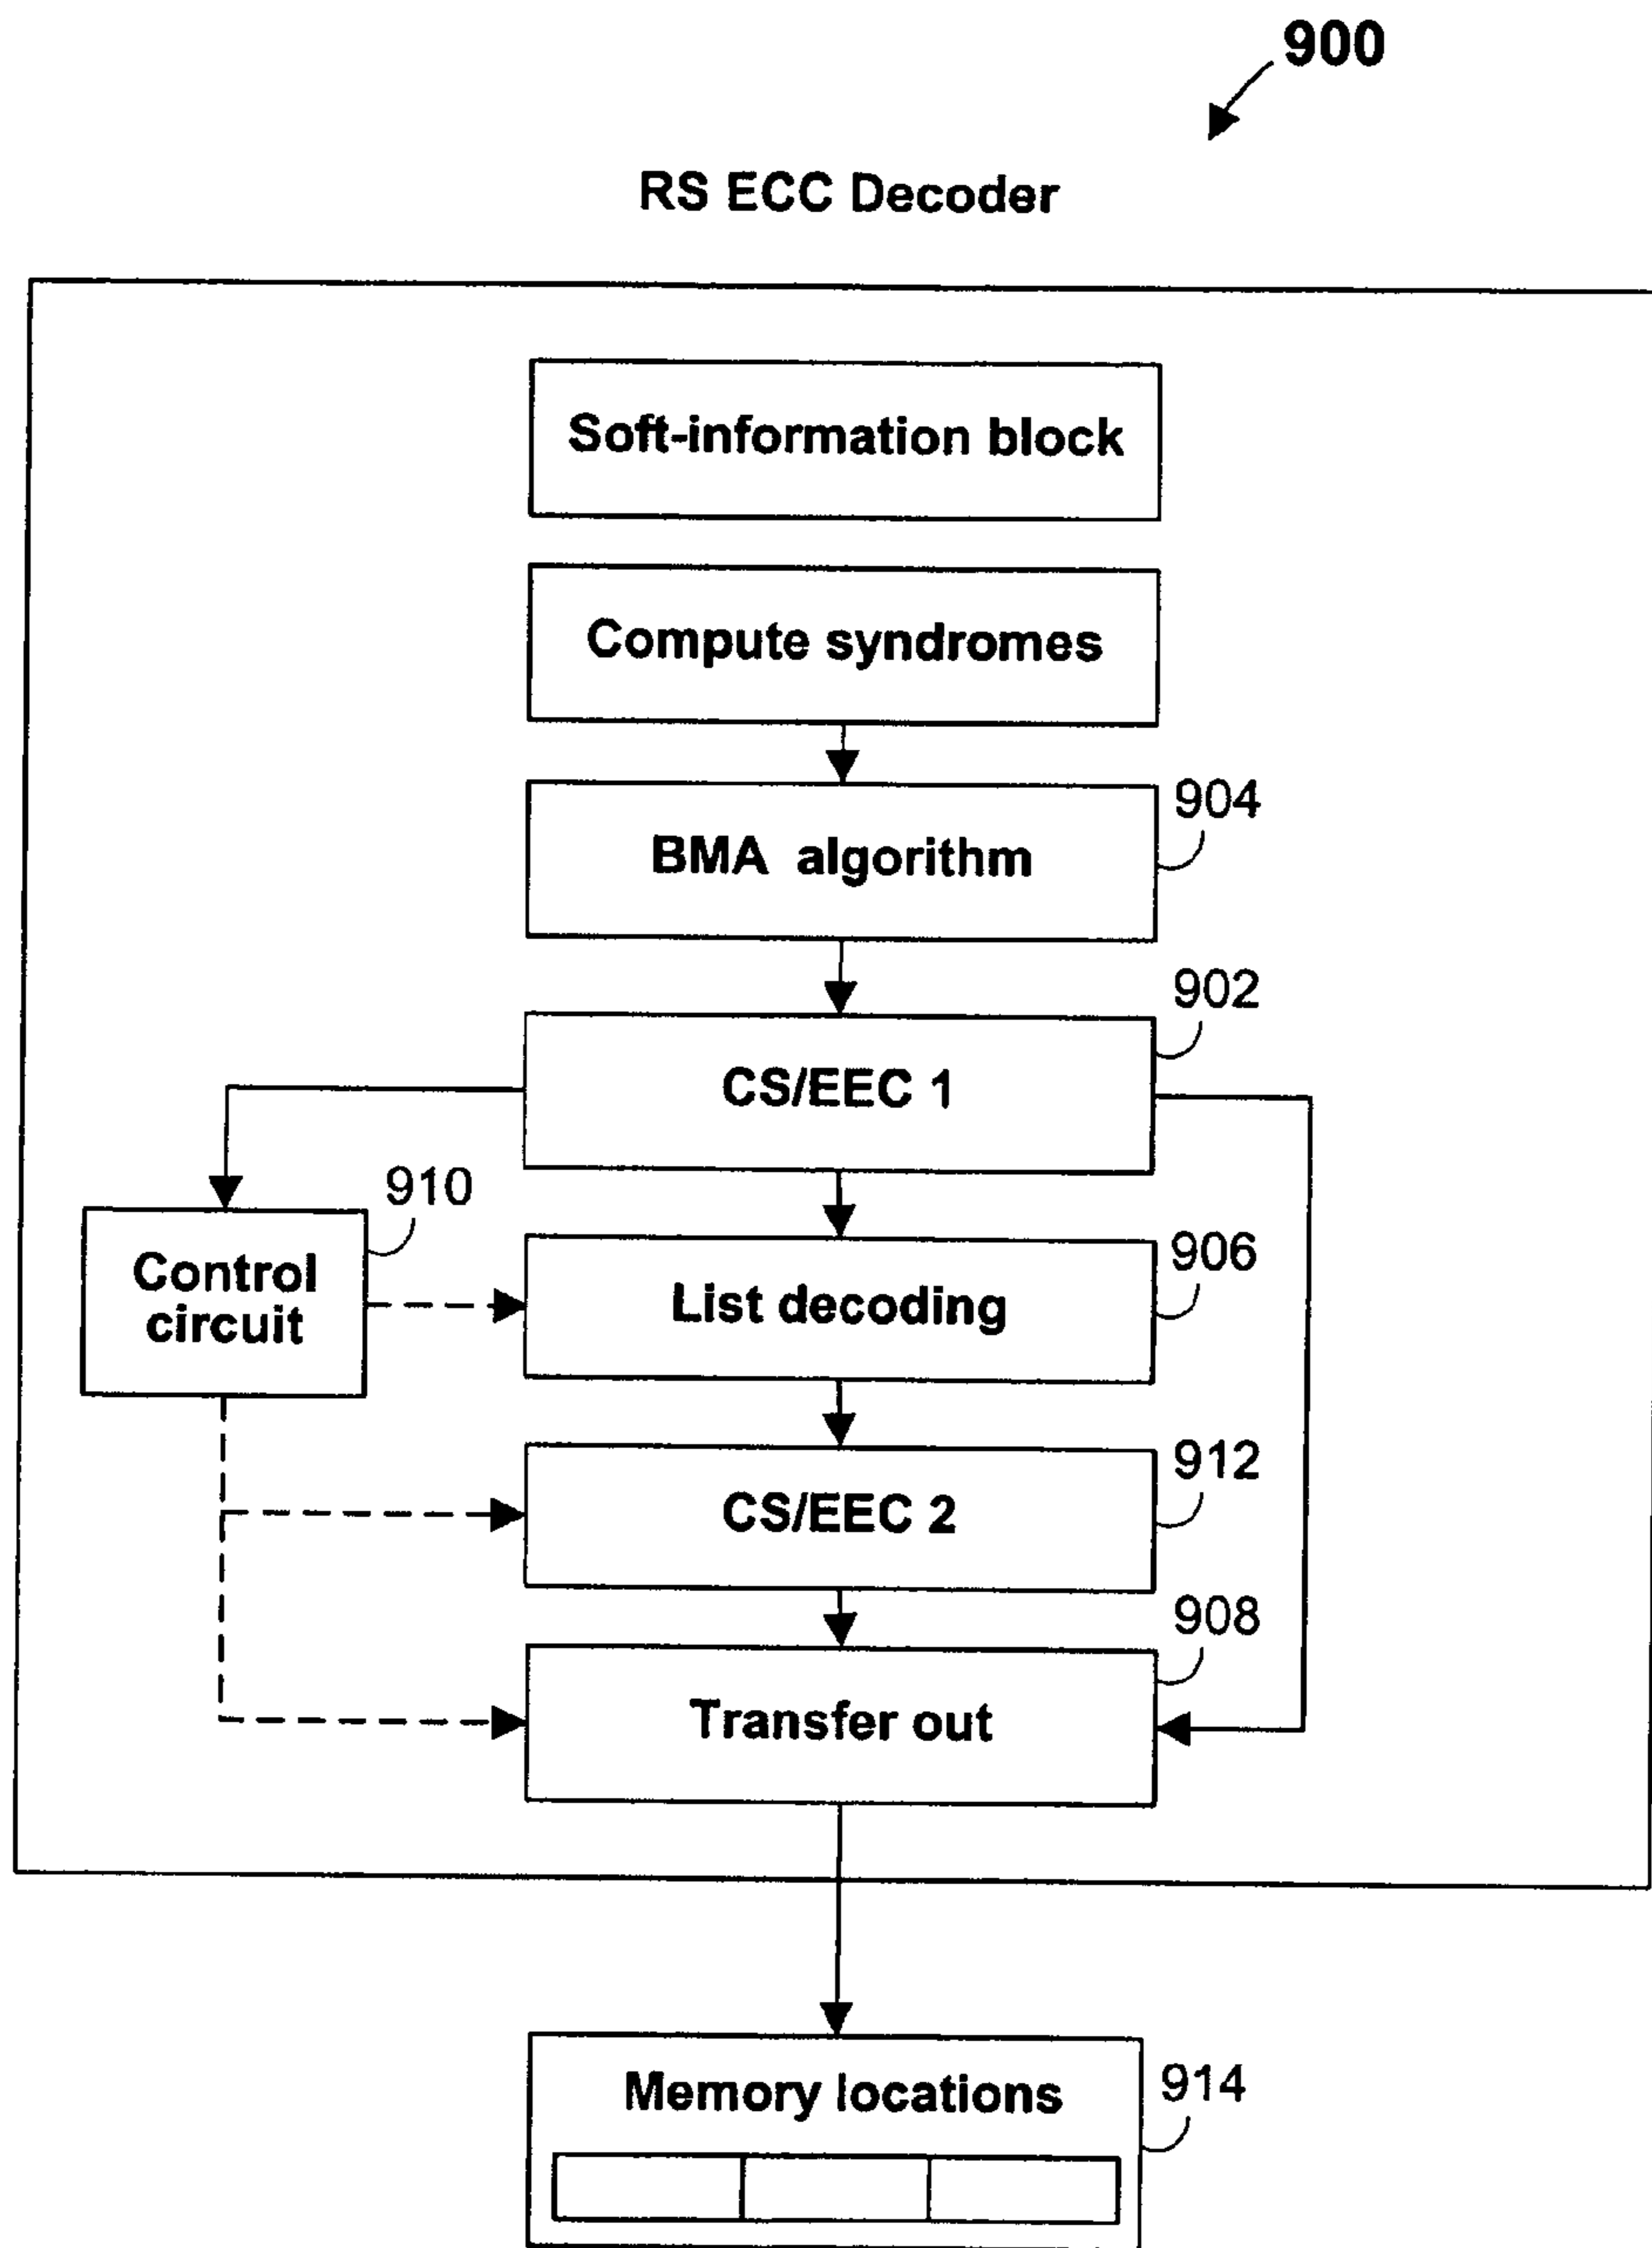 900
RS ECC Decoder
Soft-information block
Compute syndromes
904
BMA algorithm
902
CS/EEC 1
910
Control
circuit
906
List decoding
912
CS/EEC 2
908
Transfer out
914
Memory locations